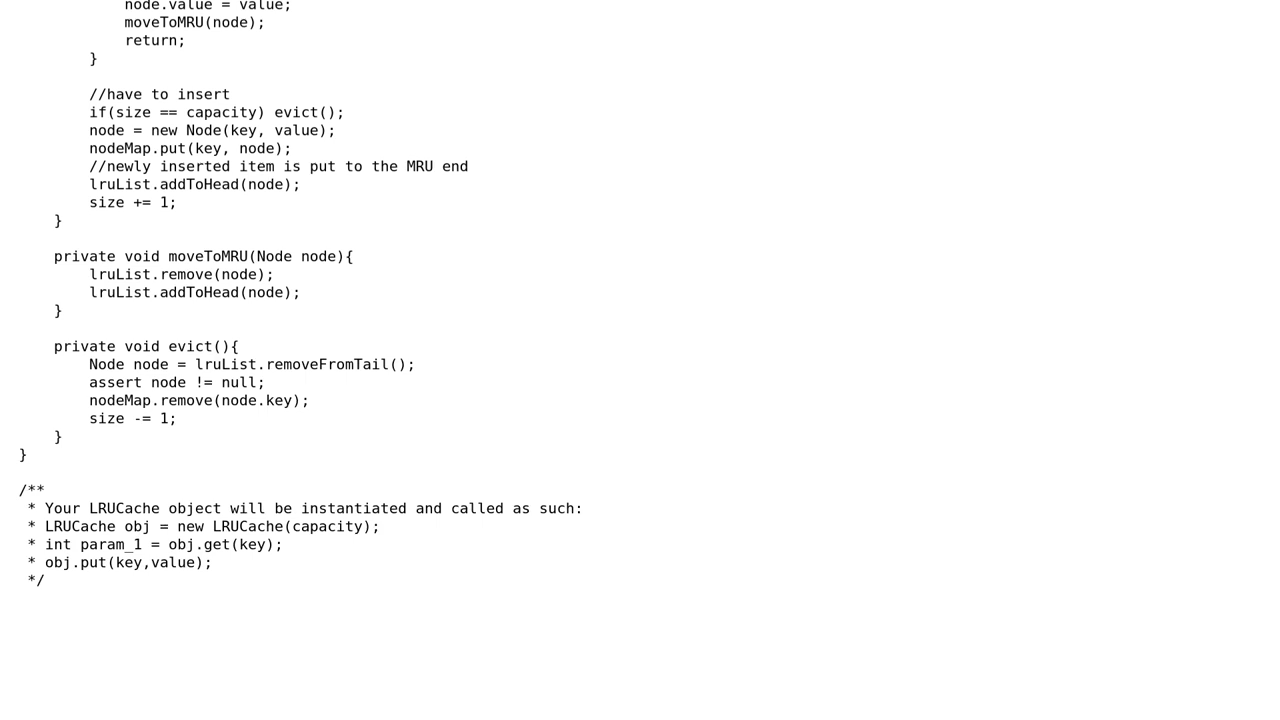 node.value = value;
            moveToMRU(node);
            return;
        }

        //have to insert
        if(size == capacity) evict();
        node = new Node(key, value);
        nodeMap.put(key, node);
        //newly inserted item is put to the MRU end
        lruList.addToHead(node);
        size += 1;
    }

    private void moveToMRU(Node node){
        lruList.remove(node);
        lruList.addToHead(node);
    }

    private void evict(){
        Node node = lruList.removeFromTail();
        assert node != null;
        nodeMap.remove(node.key);
        size -= 1;
    }
}

/**
 * Your LRUCache object will be instantiated and called as such:
 * LRUCache obj = new LRUCache(capacity);
 * int param_1 = obj.get(key);
 * obj.put(key,value);
 */